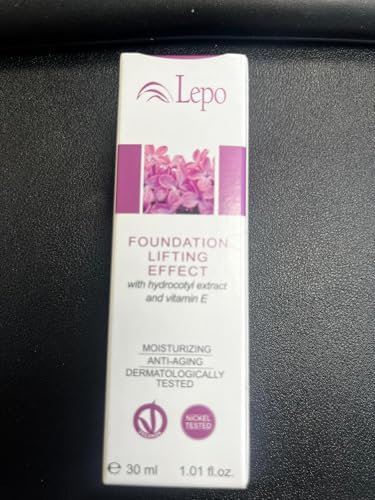 Lepo
FOUNDATION
LIFTING
EFFECT
with hydrocotyl extract
and vitamin E
MOISTURIZING
ANTI-AGING
DERMATOLOGICALLY
TESTED
NICKEL
TESTED
e 30 ml 1.01 fl.oz.